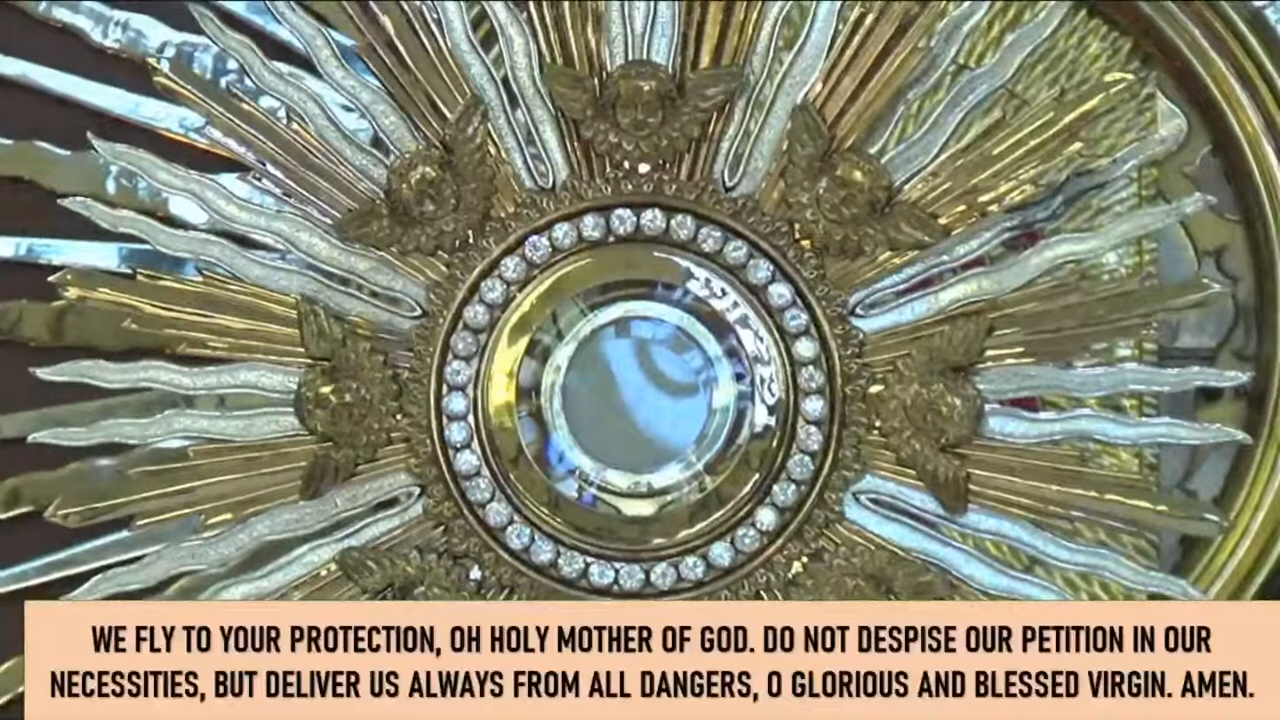 WE FLY TO YOUR PROTECTION, OH HOLY MOTHER OF GOD. DO NOT DESPISE OUR PETITION IN OUR
NECESSITIES, BUT DELIVER US ALWAYS FROM ALL DANGERS, O GLORIOUS AND BLESSED VIRGIN. AMEN.